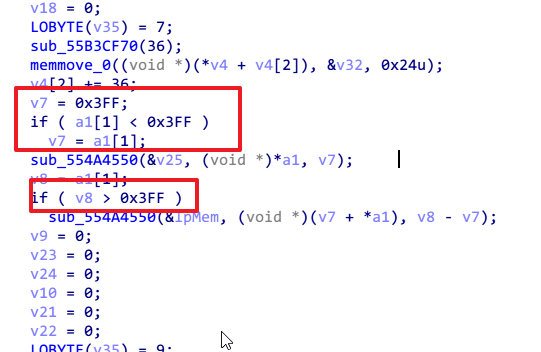 v18 = 0;
LOBYTE(v35) = 7;
sub_55B3CF70(36);
memmove_0((void *)(*v4 + v4[2]), &v32, 0x24u);
v4[2] += 36;
v7 = 0x3FF;
if ( a1[1] < 0x3FF )
v7 = a1[1];
sub_554A4550(&v25, (void *)*a1, v7);
v8 = a1[1];
if ( v8 > 0x3FF )
sub_554A4550(&lpMem, (void *)(v7 + *a1), v8 - v7);
v9 = 0;
v23 = 0;
v24 = 0;
v10 = 0;
v21 = 0;
v22 = 0;
LOBYTE(v35) = 9;